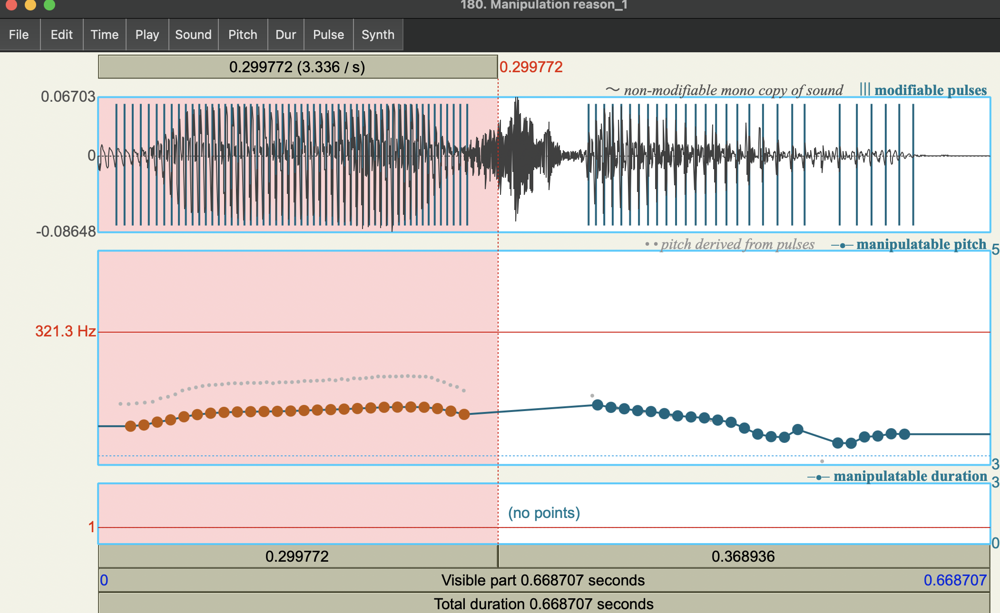 180. Manipulation reason_1
File Edit Time Play Sound Pitch Dur Pulse Synth
0.299772 (3.336 / s) 0.299772
0.06703 non-modifiable mono copy of sound modifiable pulses
0
-0.08648
pitch derived from pulses manipulatable pitch
5
321.3 Hz
3
manipulatable duration
3
(no points)
1
0
0.299772 0.368936
0 Visible part 0.668707 seconds 0.668707
Total duration 0.668707 seconds